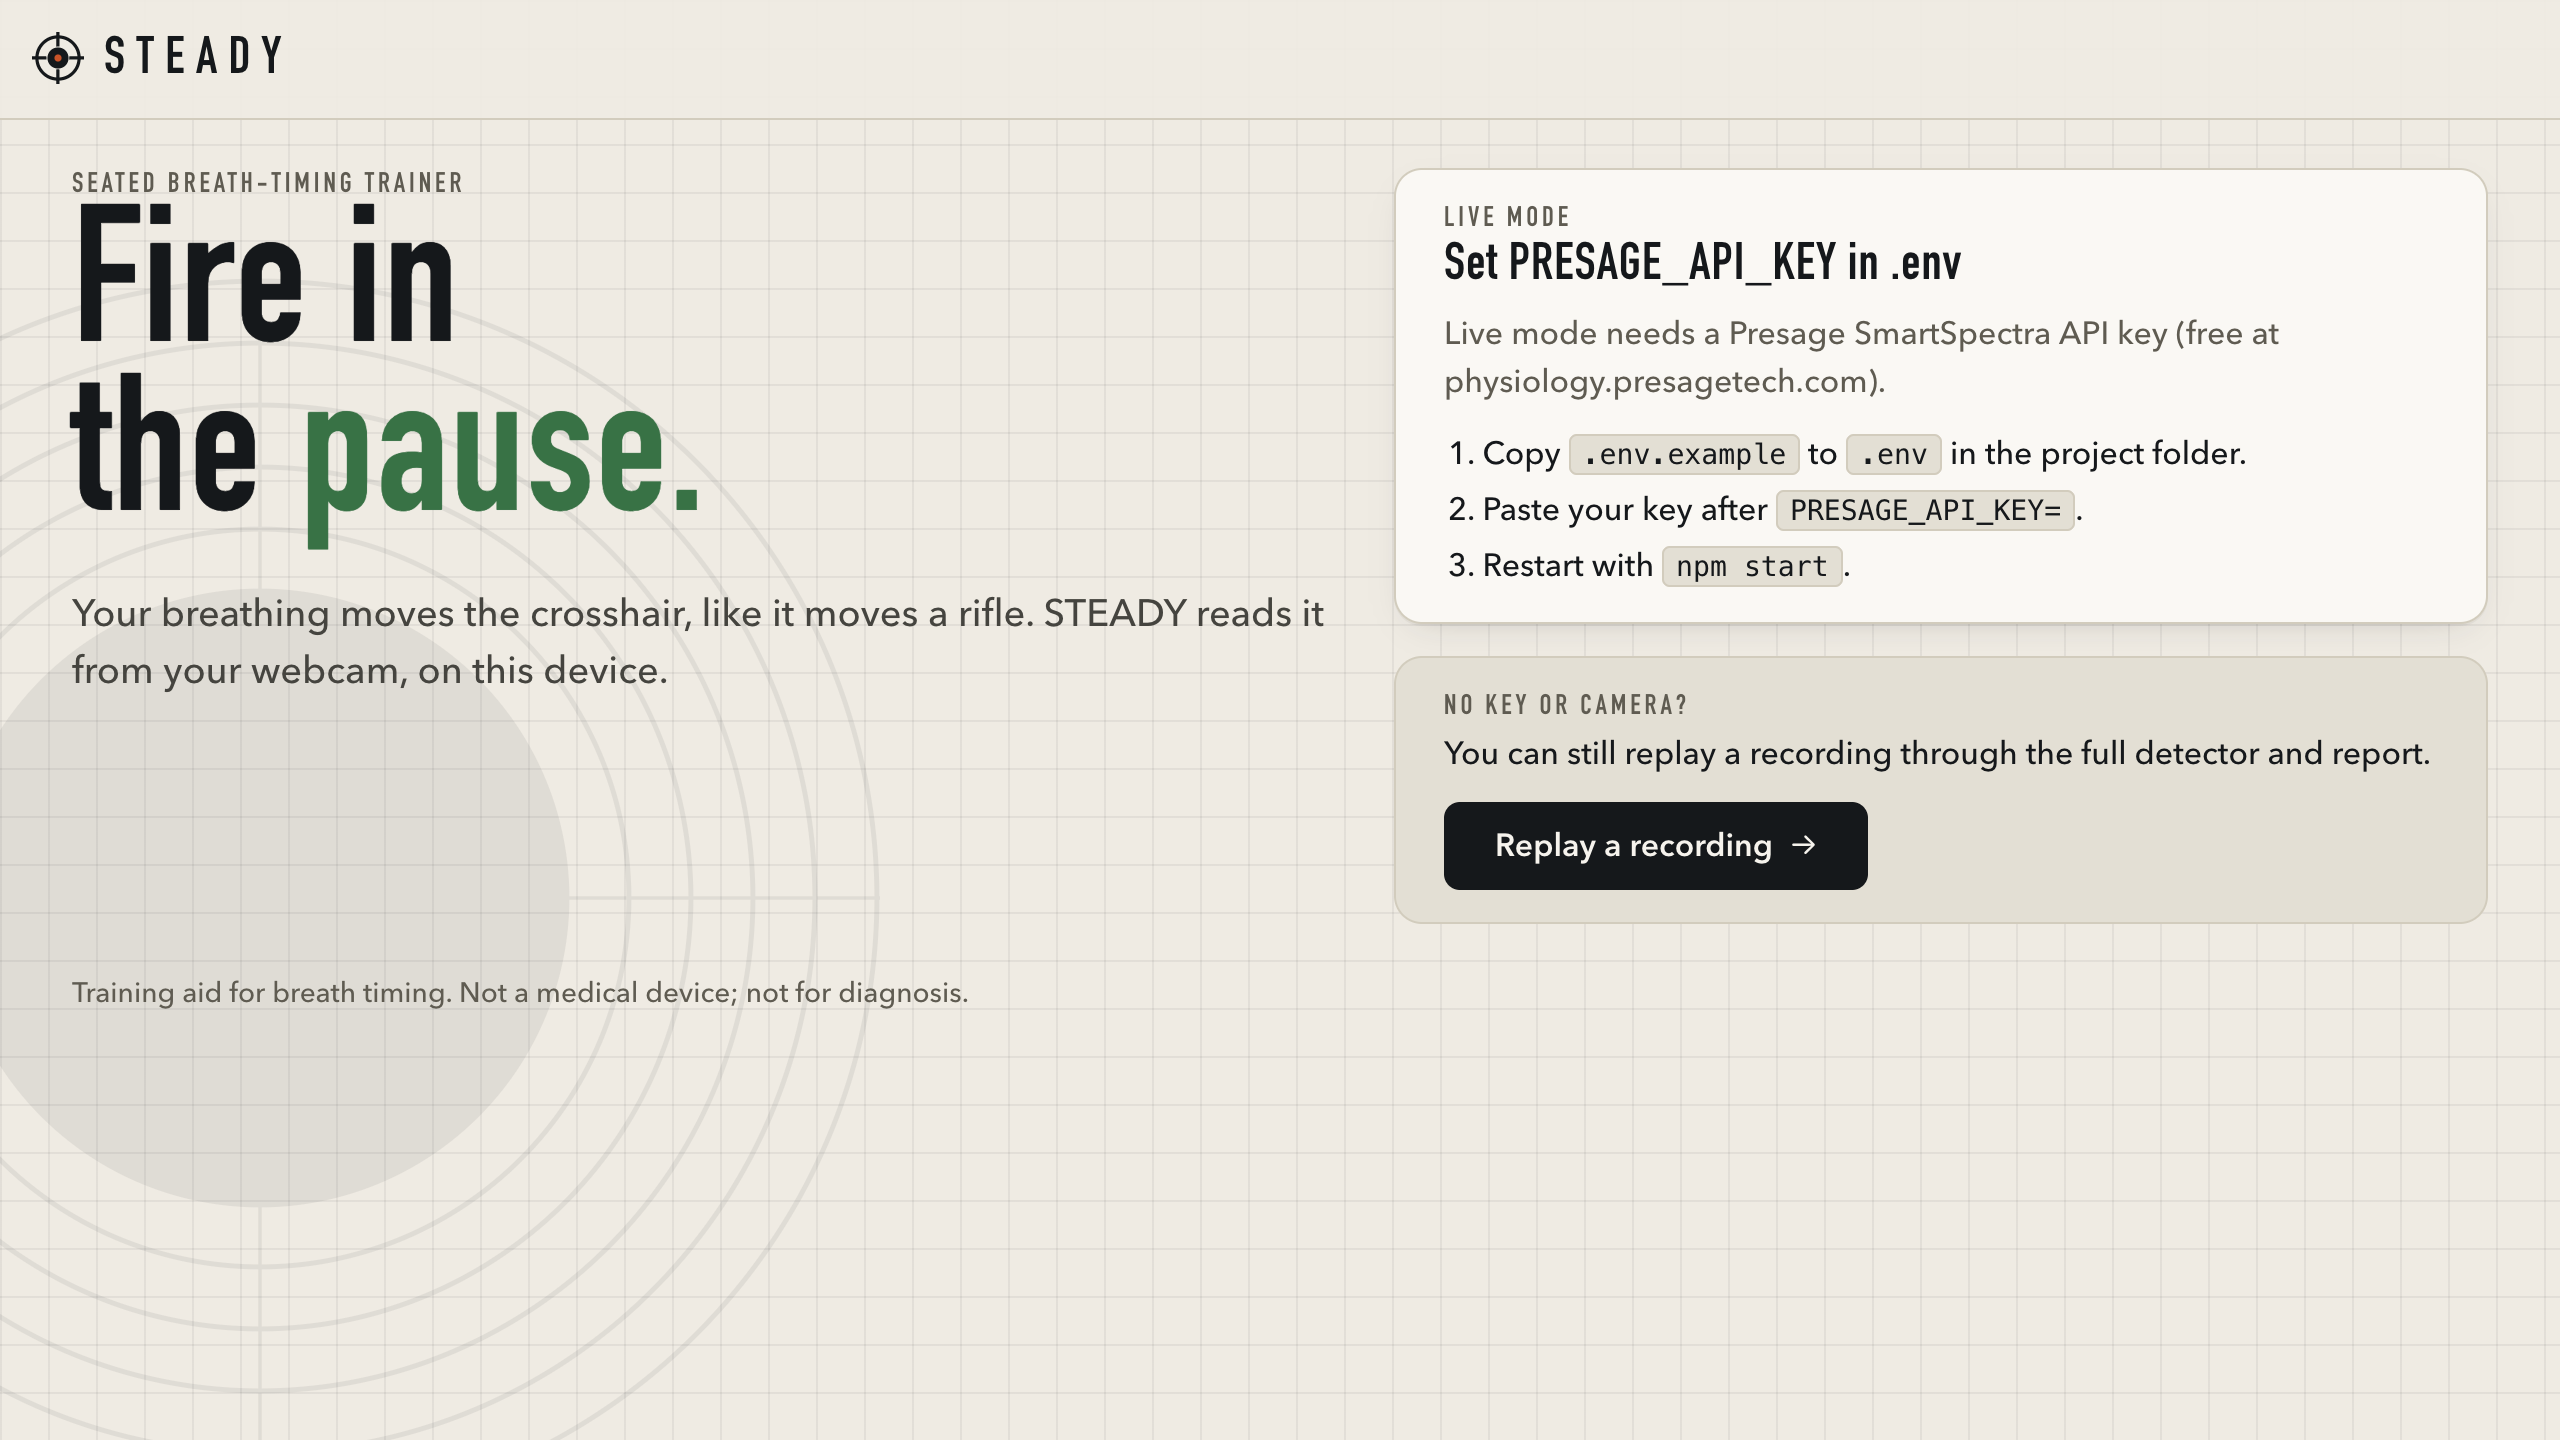 STEADY
SEATED BREATH-TIMING TRAINER
Fire in
the pause.
Your breathing moves the crosshair, like it moves a rifle. STEADY reads it
from your webcam, on this device.
Training aid for breath timing. Not a medical device; not for diagnosis.
LIVE MODE
Set PRESAGE_API_KEY in .env
Live mode needs a Presage SmartSpectra API key (free at
physiology.presagetech.com).
1. Copy .env.example to .env in the project folder.
2. Paste your key after PRESAGE_API_KEY= .
3. Restart with npm start .
NO KEY OR CAMERA?
You can still replay a recording through the full detector and report.
Replay a recording →